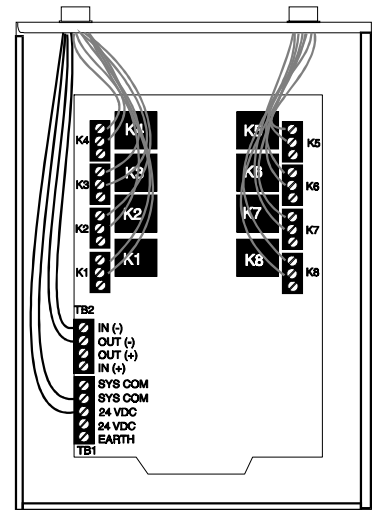 K4 K4 K5 K5
K3 K3 K6 K6
K2 K2 K7 K7
K1 K1 K8 K8
TB2
IN (-)
OUT (-)
OUT (+)
IN (+)
SYS COM
SYS COM
24 VDC
24 VDC
EARTH
TB1